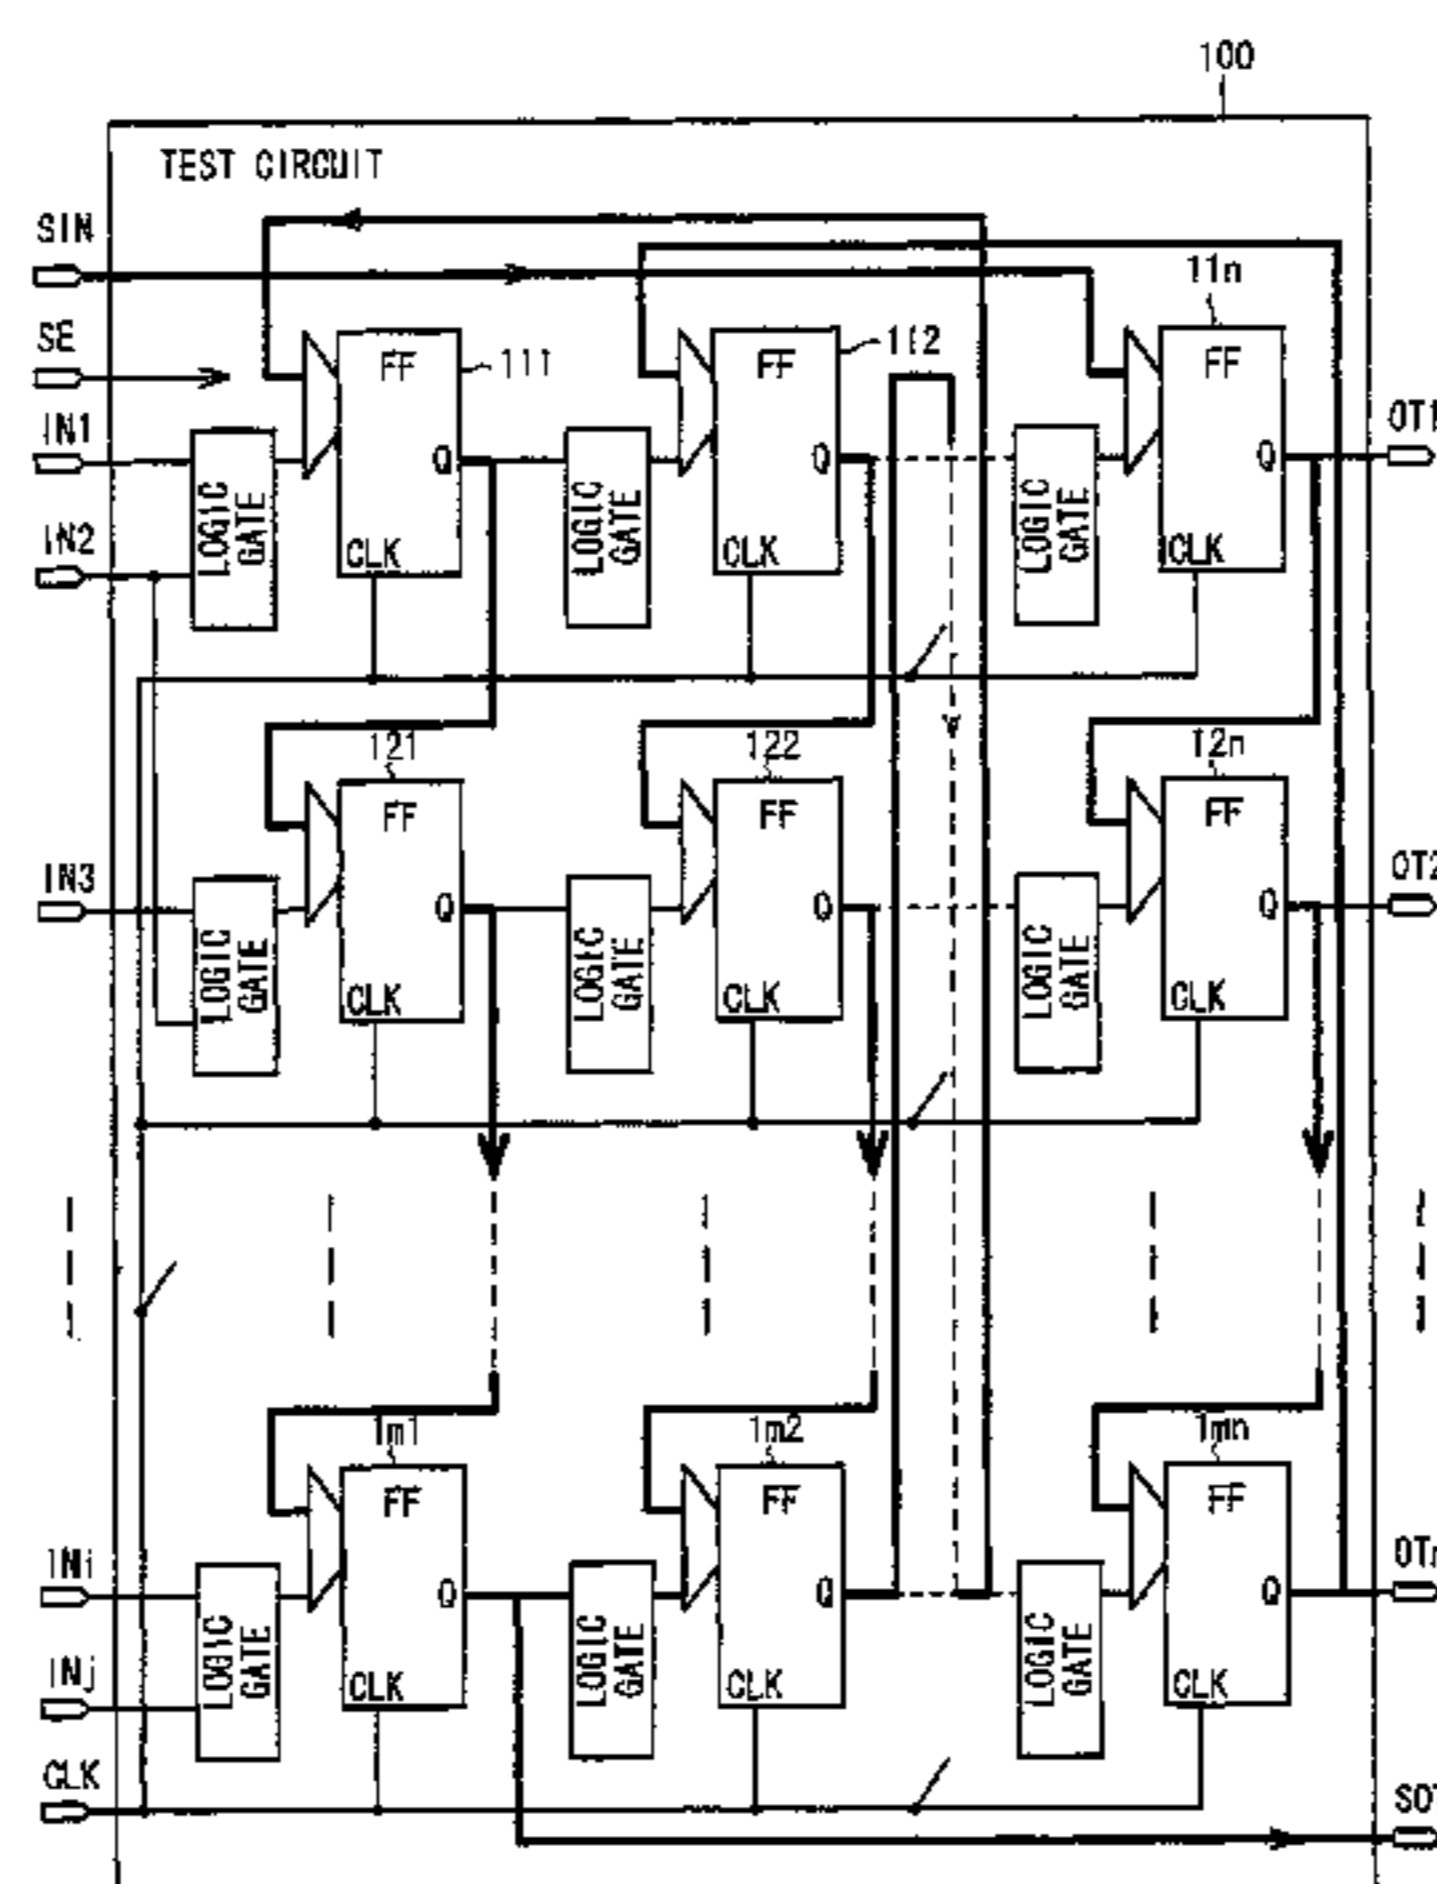 100
TEST CIRCUIT
SIN
11n
SE
FF
111
FF
112
FF
IN1
OT1
Q
Q
Q
LOGIC GATE
LOGIC GATE
LOGIC GATE
IN2
CLK
CLK
CLK
121
122
12n
FF
FF
FF
IN3
OT2
Q
Q
Q
LOGIC GATE
LOGIC GATE
LOGIC GATE
CLK
CLK
CLK
1m1
1m2
1mn
FF
FF
FF
INi
Q
Q
Q
LOGIC GATE
LOGIC GATE
LOGIC GATE
INj
CLK
CLK
CLK
CLK